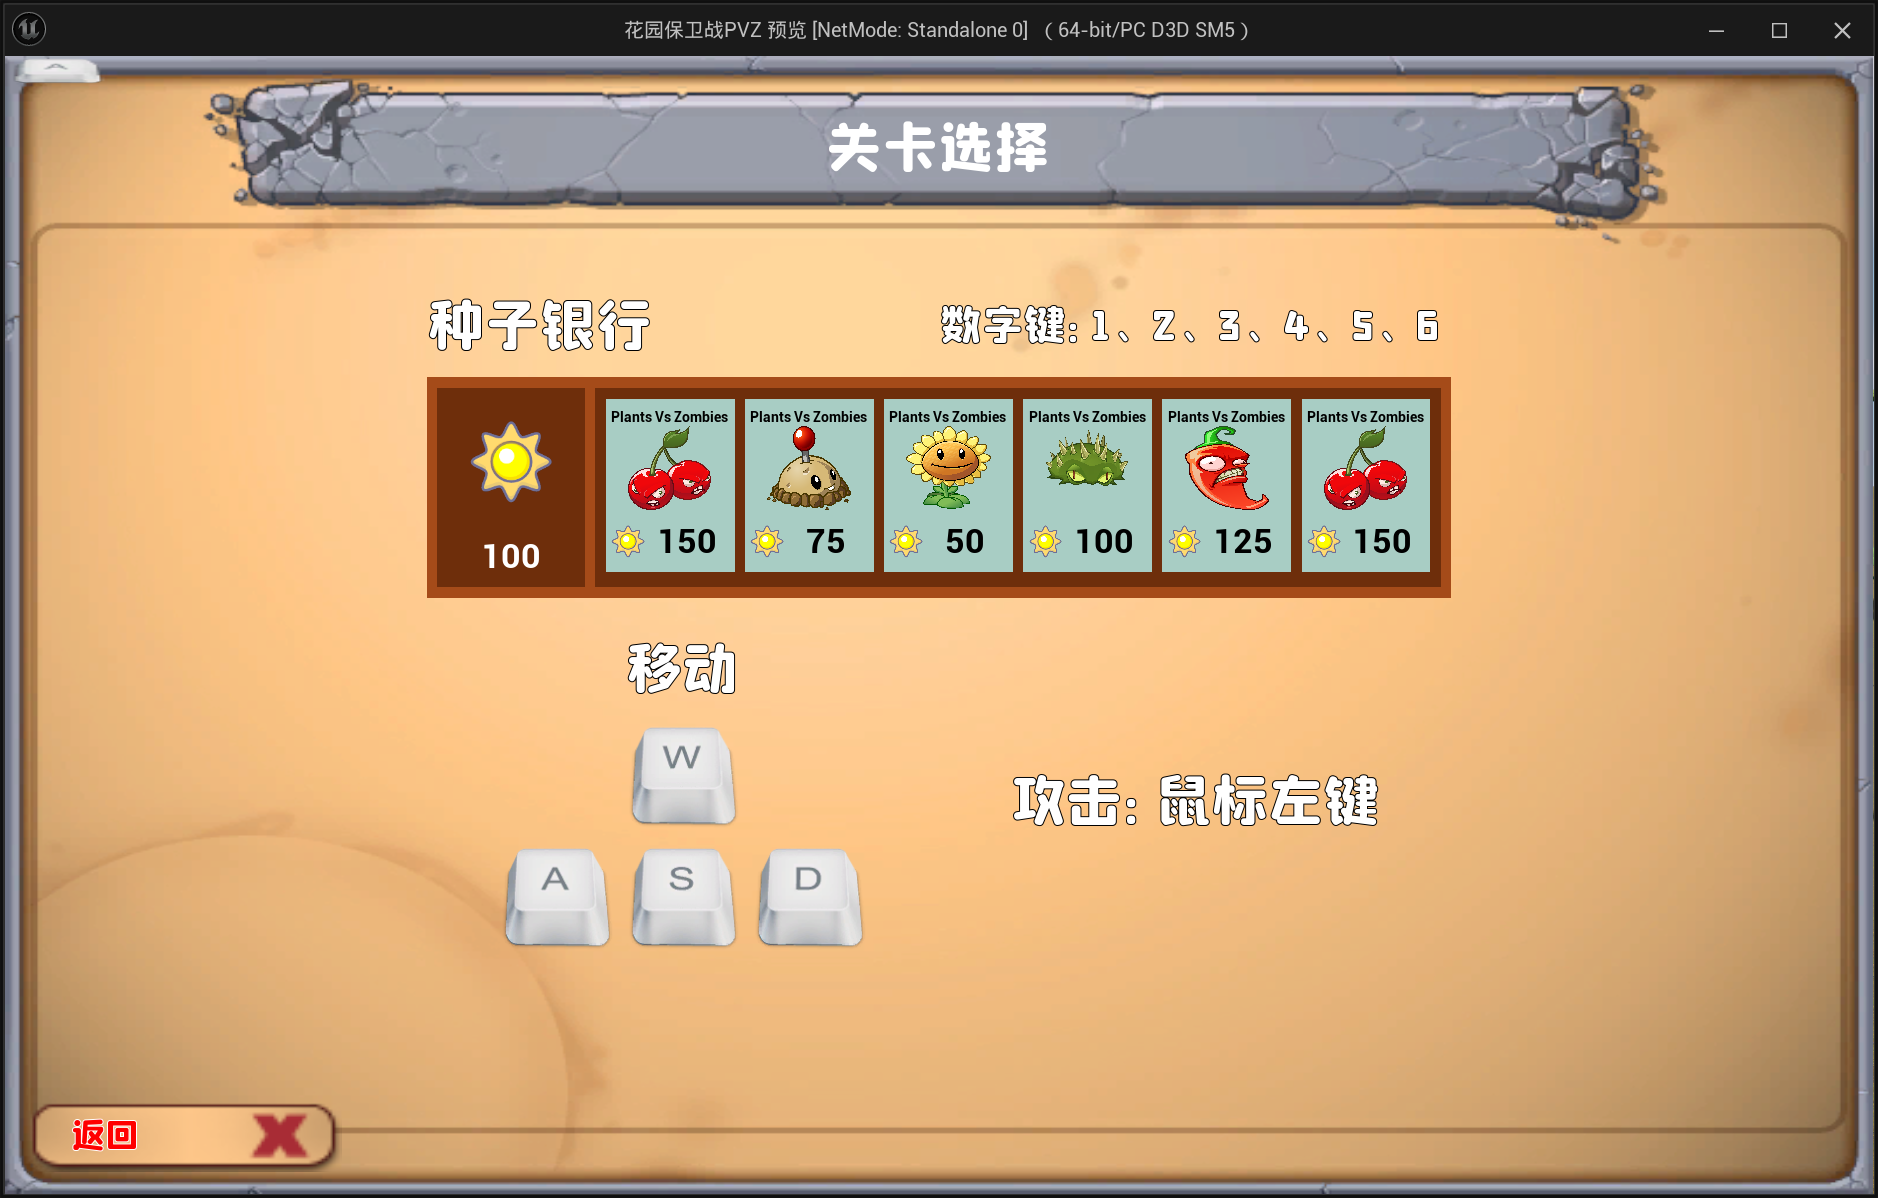 花园保卫战PVZ 预览 [NetMode: Standalone 0] （64-bit/PC D3D SM5）
A
关卡选择
种子银行
数字键: 1、2、3、4、5、6
Plants Vs Zombies Plants Vs Zombies Plants Vs Zombies Plants Vs Zombies Plants Vs Zombies Plants Vs Zombies
150 75 50 100 125 150
100
移动
W
攻击: 鼠标左键
A S D
返回 X